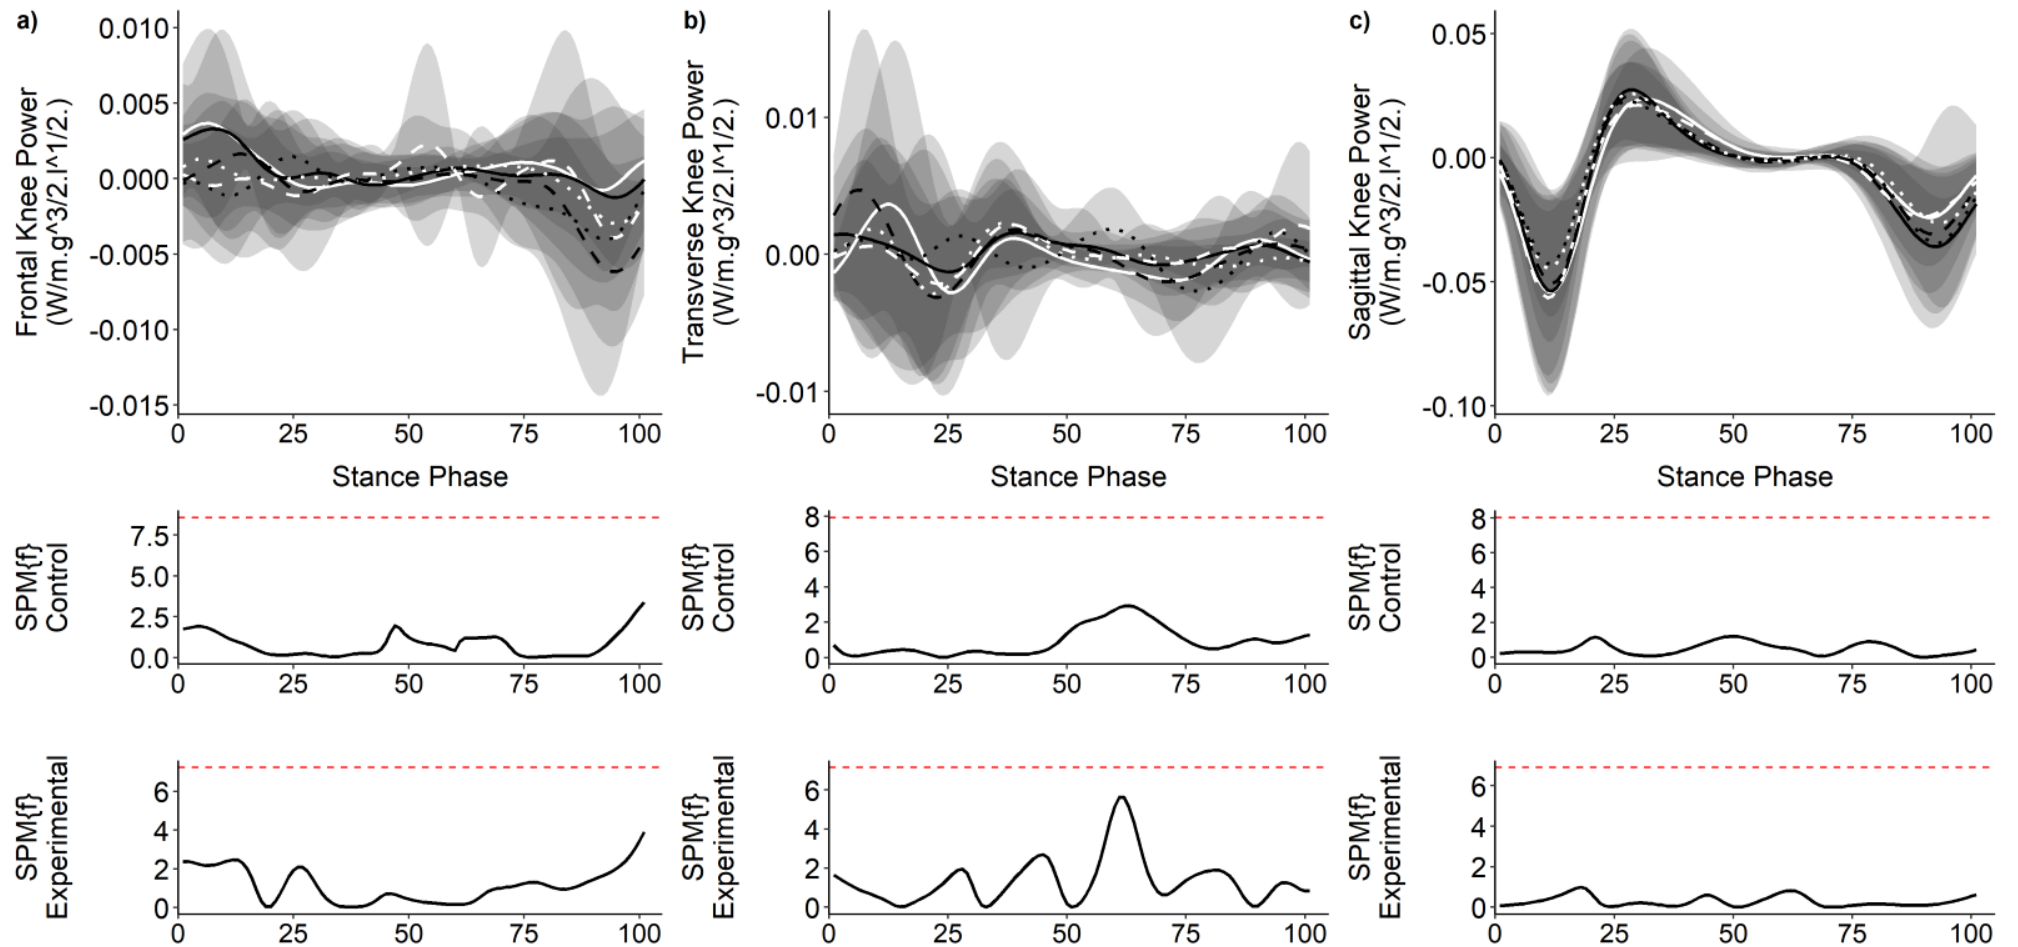 a)
Frontal Knee Power
(W/m.g^3/2.l^1/2.)
0.010
0.005
0.000
-0.005
-0.010
-0.015
0 25 50 75 100
Stance Phase
b)
Transverse Knee Power
(W/m.g^3/2.l^1/2.)
0.01
0.00
-0.01
0 25 50 75 100
Stance Phase
c)
Sagittal Knee Power
(W/m.g^3/2.l^1/2.)
0.05
0.00
-0.05
-0.10
0 25 50 75 100
Stance Phase
SPM{f}
Control
7.5
5.0
2.5
0.0
0 25 50 75 100
SPM{f}
Control
8
6
4
2
0
0 25 50 75 100
SPM{f}
Control
8
6
4
2
0
0 25 50 75 100
SPM{f}
Experimental
6
4
2
0
0 25 50 75 100
SPM{f}
Experimental
6
4
2
0
0 25 50 75 100
SPM{f}
Experimental
6
4
2
0
0 25 50 75 100